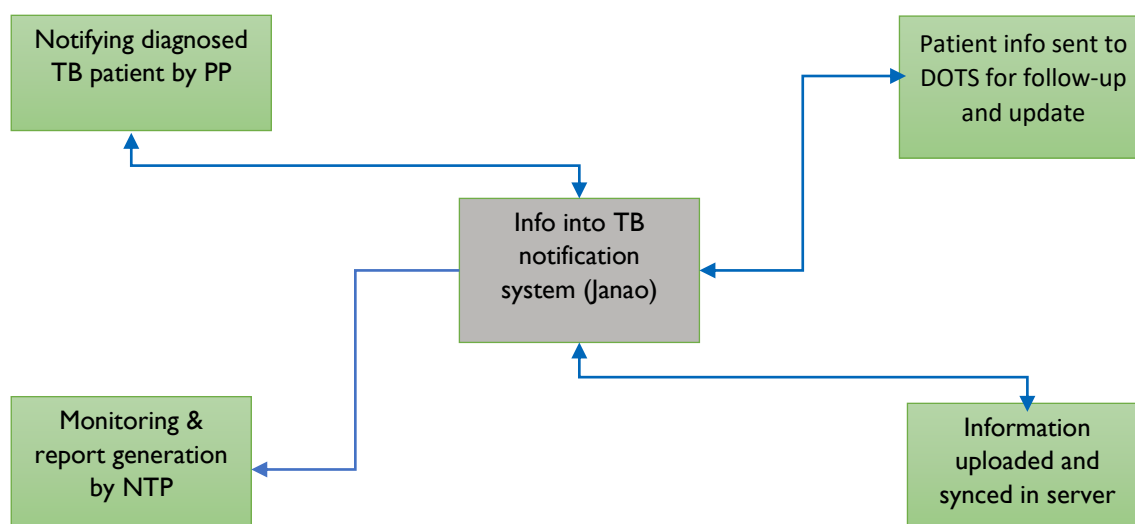 Notifying diagnosed
TB patient by PP
Patient info sent to
DOTS for follow-up
and update
Info into TB
notification
system (Janao)
Monitoring &
report generation
by NTP
Information
uploaded and
synced in server